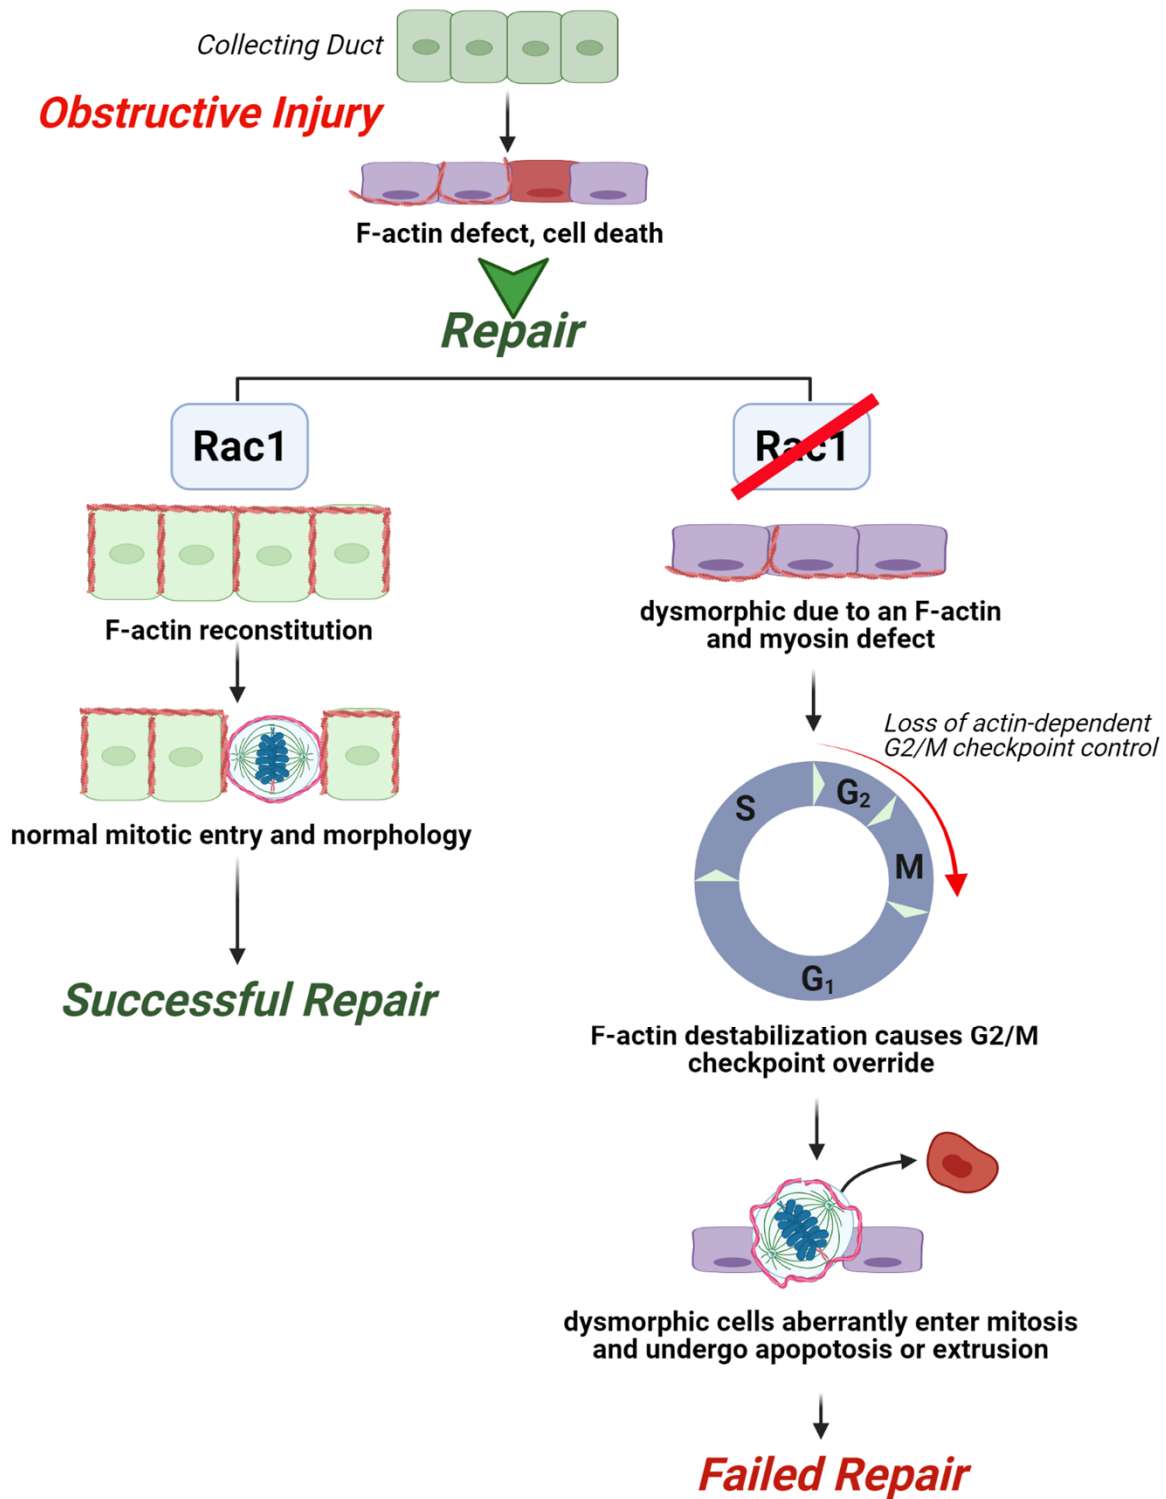 Collecting Duct
Obstructive Injury
F-actin defect, cell death
Repair
Rac1
Rac1
F-actin reconstitution
dysmorphic due to an F-actin
and myosin defect
Loss of actin-dependent
G2/M checkpoint control
S
G₂
M
G₁
normal mitotic entry and morphology
Successful Repair
F-actin destabilization causes G2/M
checkpoint override
dysmorphic cells aberrantly enter mitosis
and undergo apopotosis or extrusion
Failed Repair